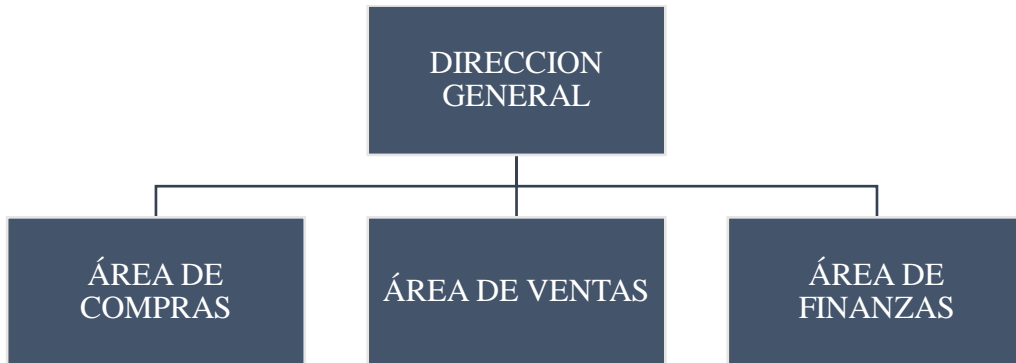 DIRECCION
GENERAL
ÁREA DE
COMPRAS
ÁREA DE VENTAS
ÁREA DE
FINANZAS